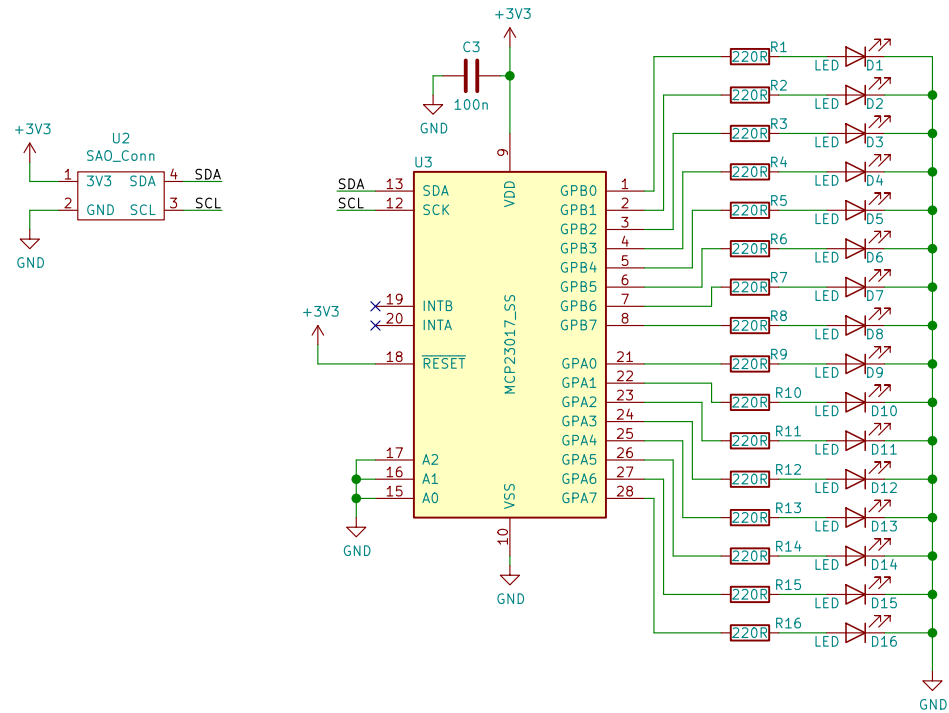 +3V3
C3
100n
GND
+3V3
U2
SAO_Conn
1 3V3 SDA 4 SDA
2 GND SCL 3 SCL
GND
U3
9
VDD
SDA 13 SDA
SCL 12 SCK
19 INTB
20 INTA
+3V3
18 RESET
17 A2
16 A1
15 A0
GND
MCP23017_SS
VSS
10
GND
GPB0 1
GPB1 2
GPB2 3
GPB3 4
GPB4 5
GPB5 6
GPB6 7
GPB7 8
GPA0 21
GPA1 22
GPA2 23
GPA3 24
GPA4 25
GPA5 26
GPA6 27
GPA7 28
220R R1 LED D1
220R R2 LED D2
220R R3 LED D3
220R R4 LED D4
220R R5 LED D5
220R R6 LED D6
220R R7 LED D7
220R R8 LED D8
220R R9 LED D9
220R R10 LED D10
220R R11 LED D11
220R R12 LED D12
220R R13 LED D13
220R R14 LED D14
220R R15 LED D15
220R R16 LED D16
GND